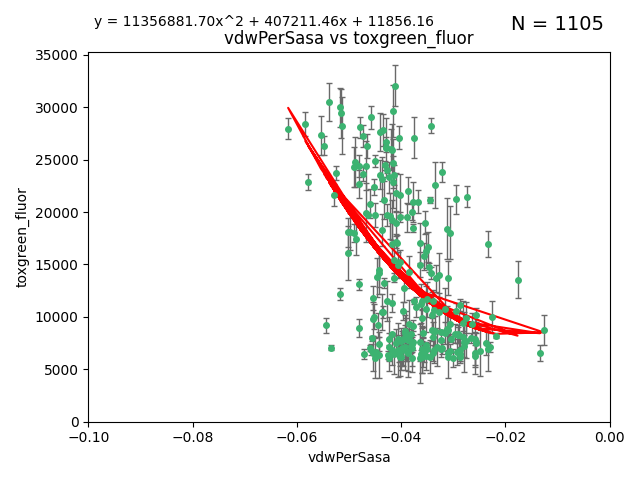 y = 11356881.70x^2 + 407211.46x + 11856.16
N = 1105
vdwPerSasa vs toxgreen_fluor
35000
30000
25000
20000
15000
10000
5000
0
toxgreen_fluor
−0.10 −0.08 −0.06 −0.04 −0.02 0.00
vdwPerSasa